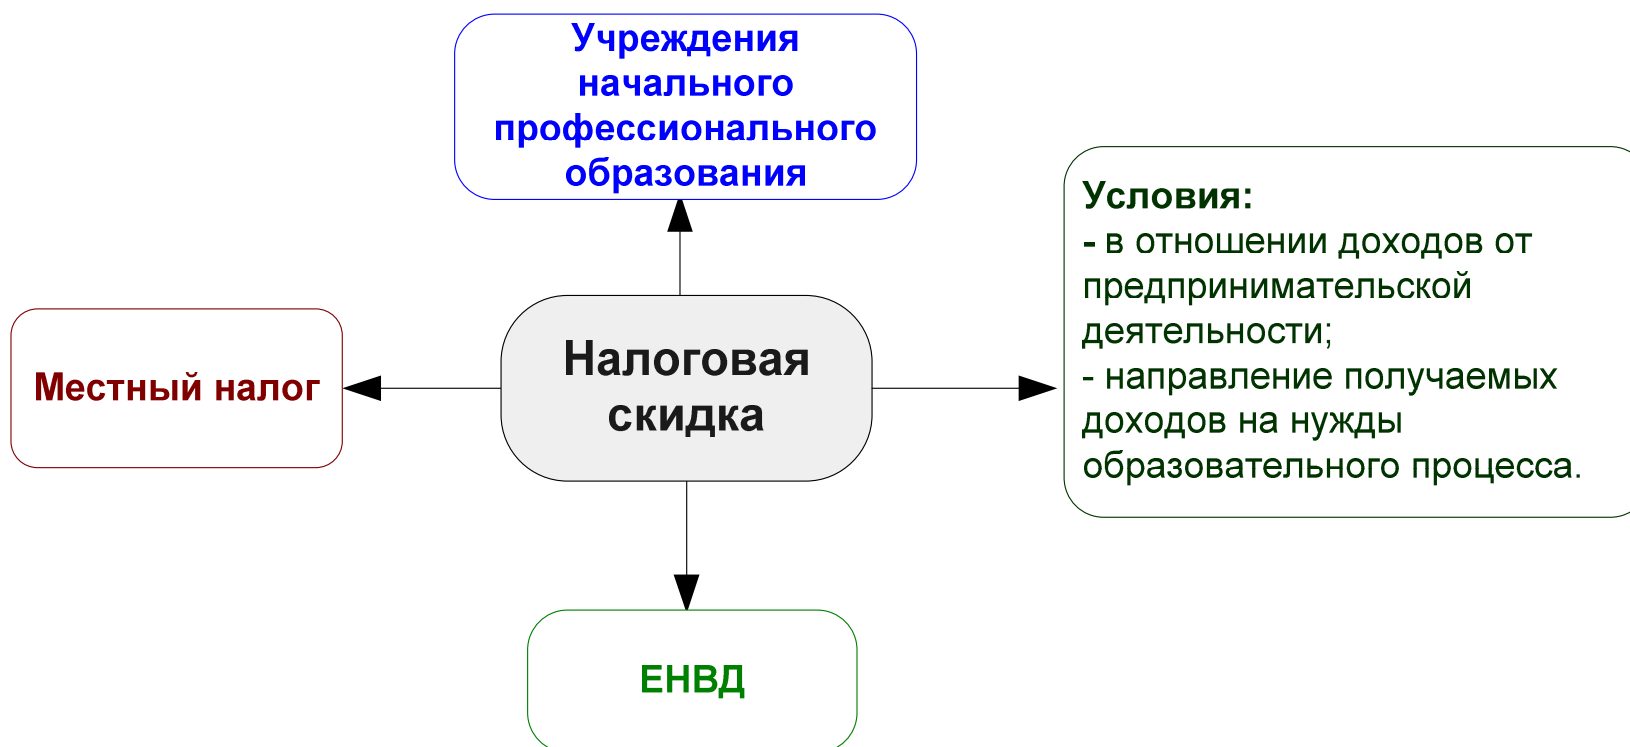 Учреждения
начального
профессионального
образования
Условия:
- в отношении доходов от
предпринимательской
деятельности;
- направление получаемых
доходов на нужды
образовательного процесса.
Местный налог
Налоговая
скидка
ЕНВД